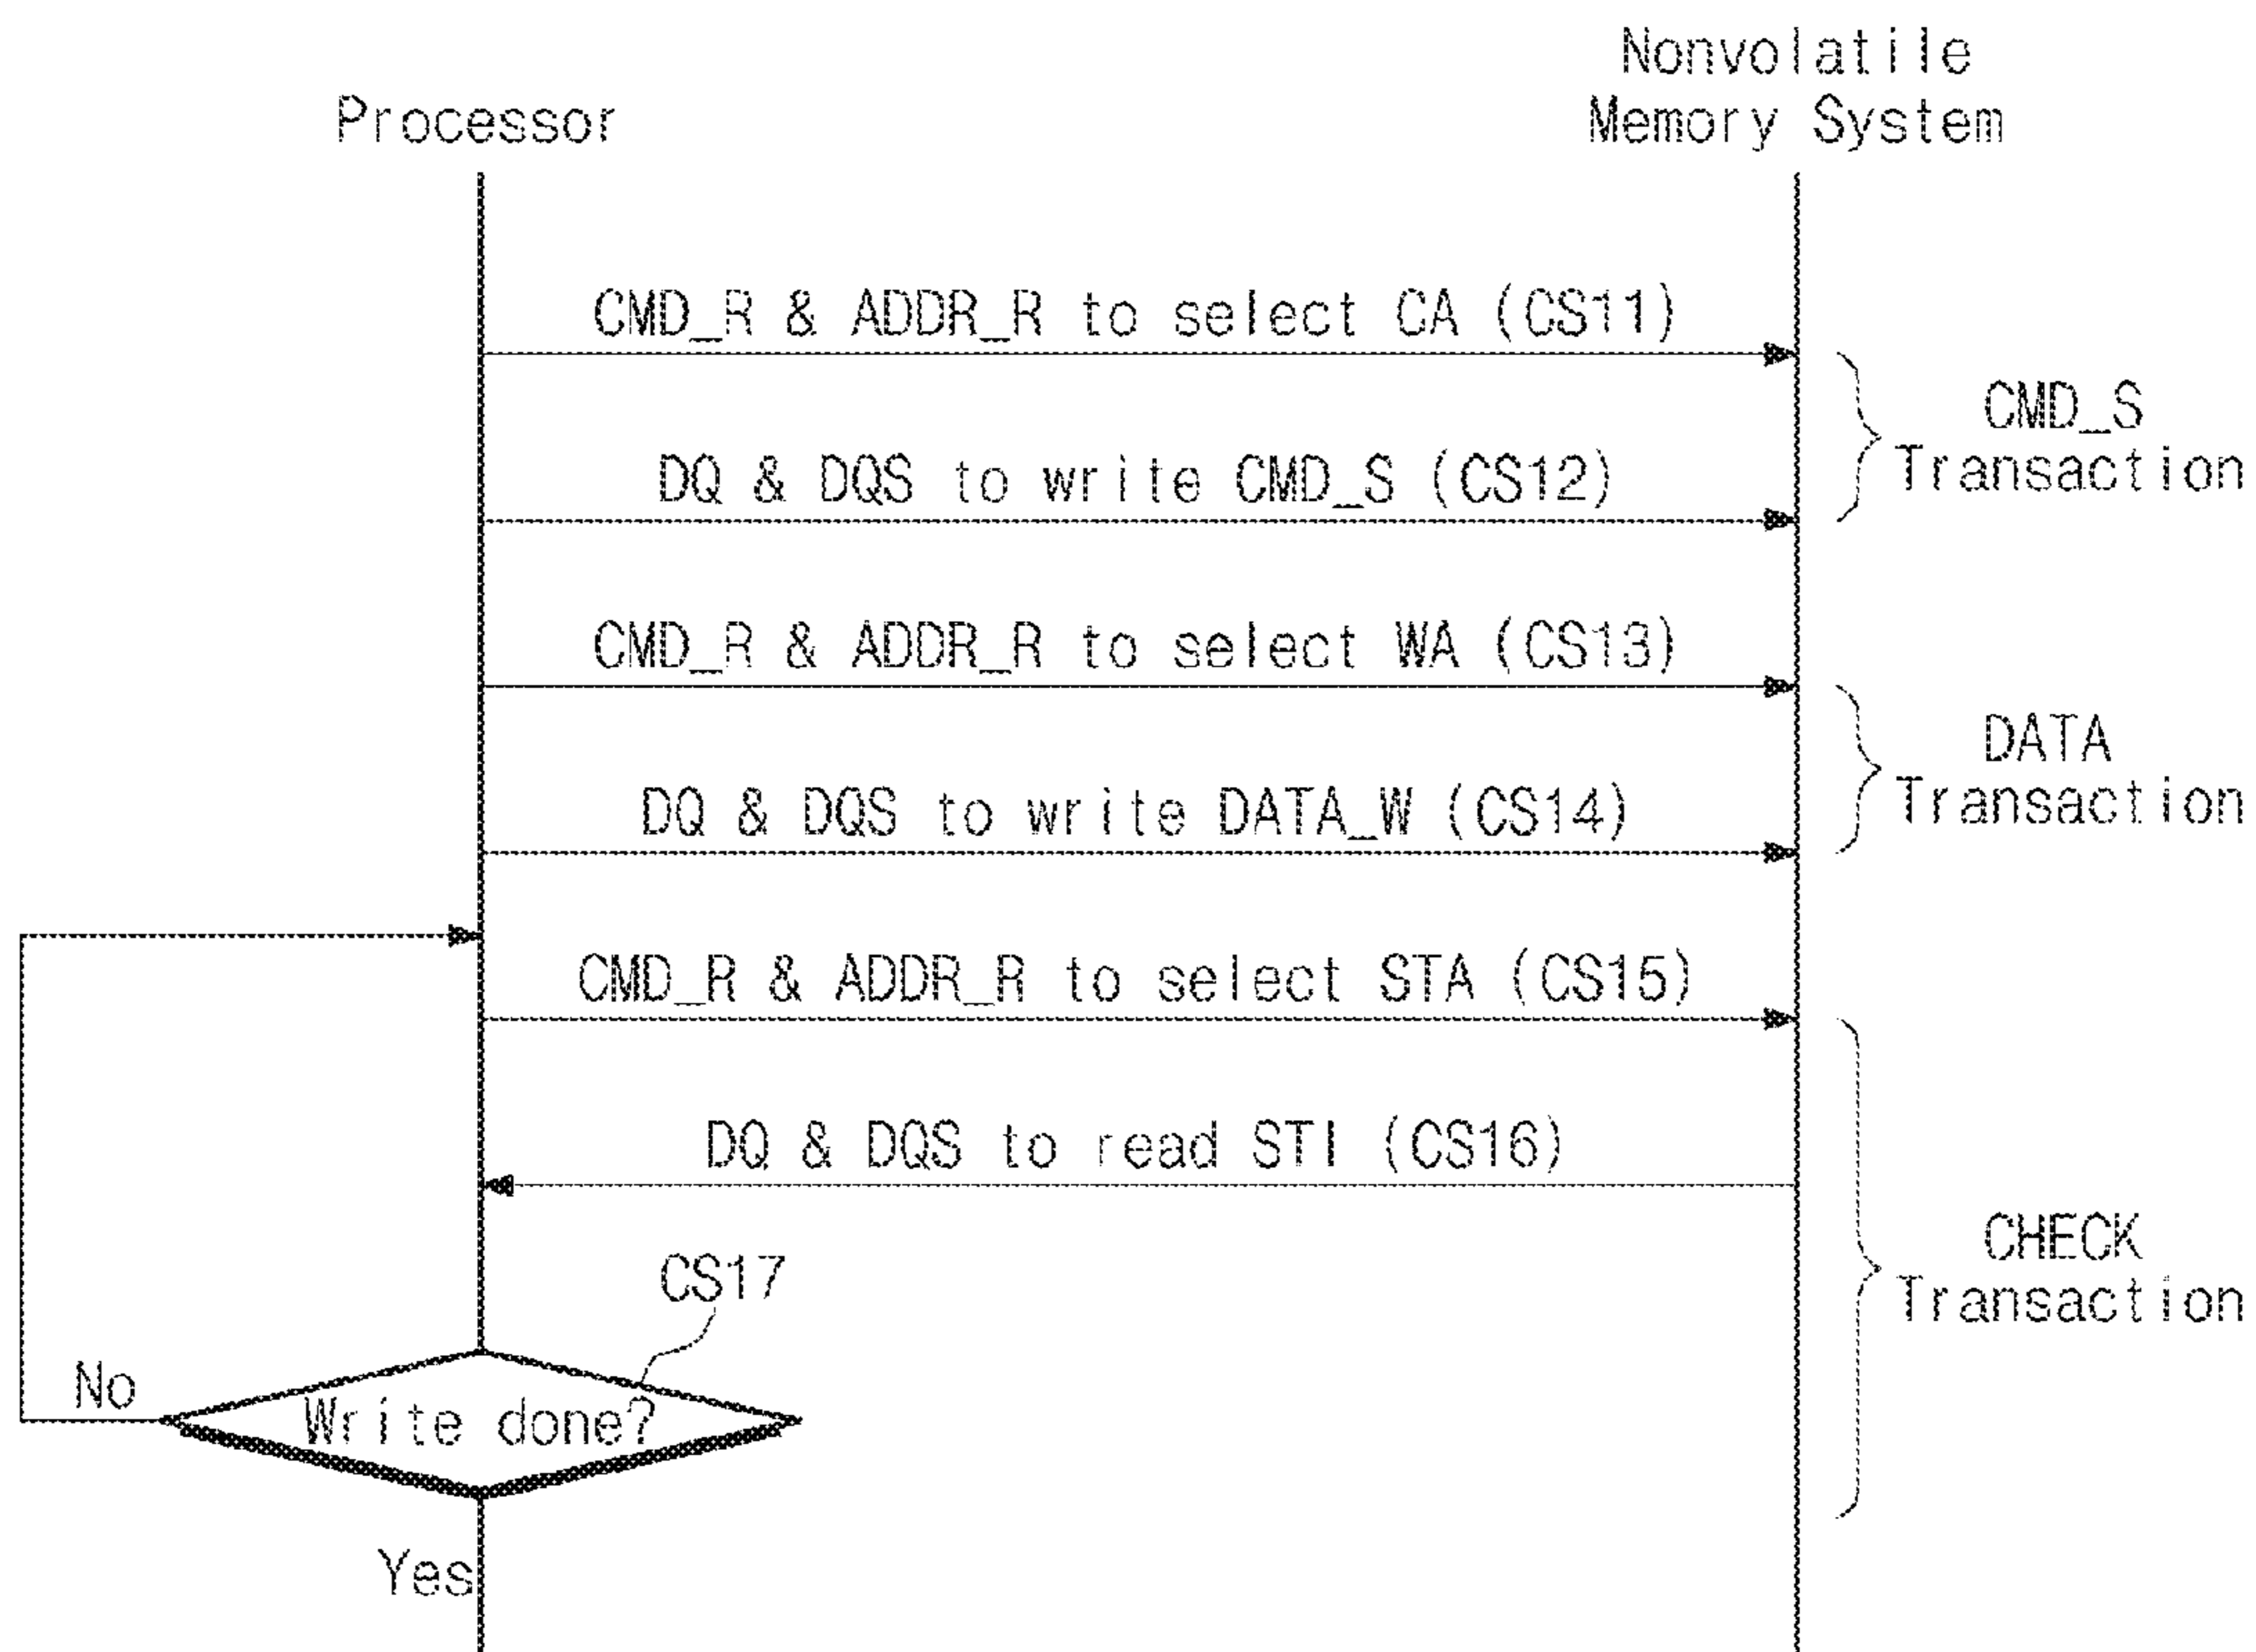 Processor
Nonvolatile
Memory System
CMD_R & ADDR_R to select CA (CS11)
DQ & DQS to write CMD_S (CS12)
CMD_S
Transaction
CMD_R & ADDR_R to select WA (CS13)
DQ & DQS to write DATA_W (CS14)
DATA
Transaction
CMD_R & ADDR_R to select STA (CS15)
DQ & DQS to read STI (CS16)
CHECK
Transaction
CS17
No
Write done?
Yes